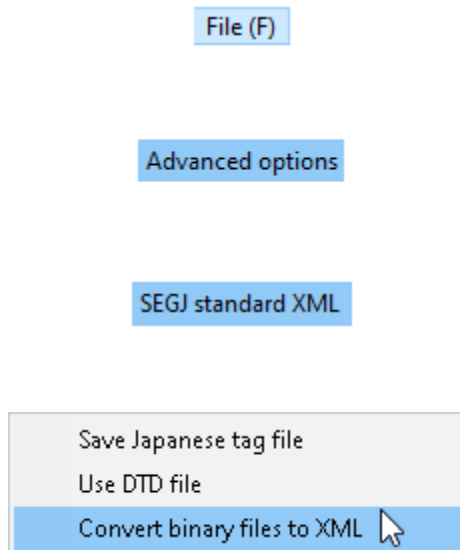 File (F)
Advanced options
SEGJ standard XML
Save Japanese tag file
Use DTD file
Convert binary files to XML